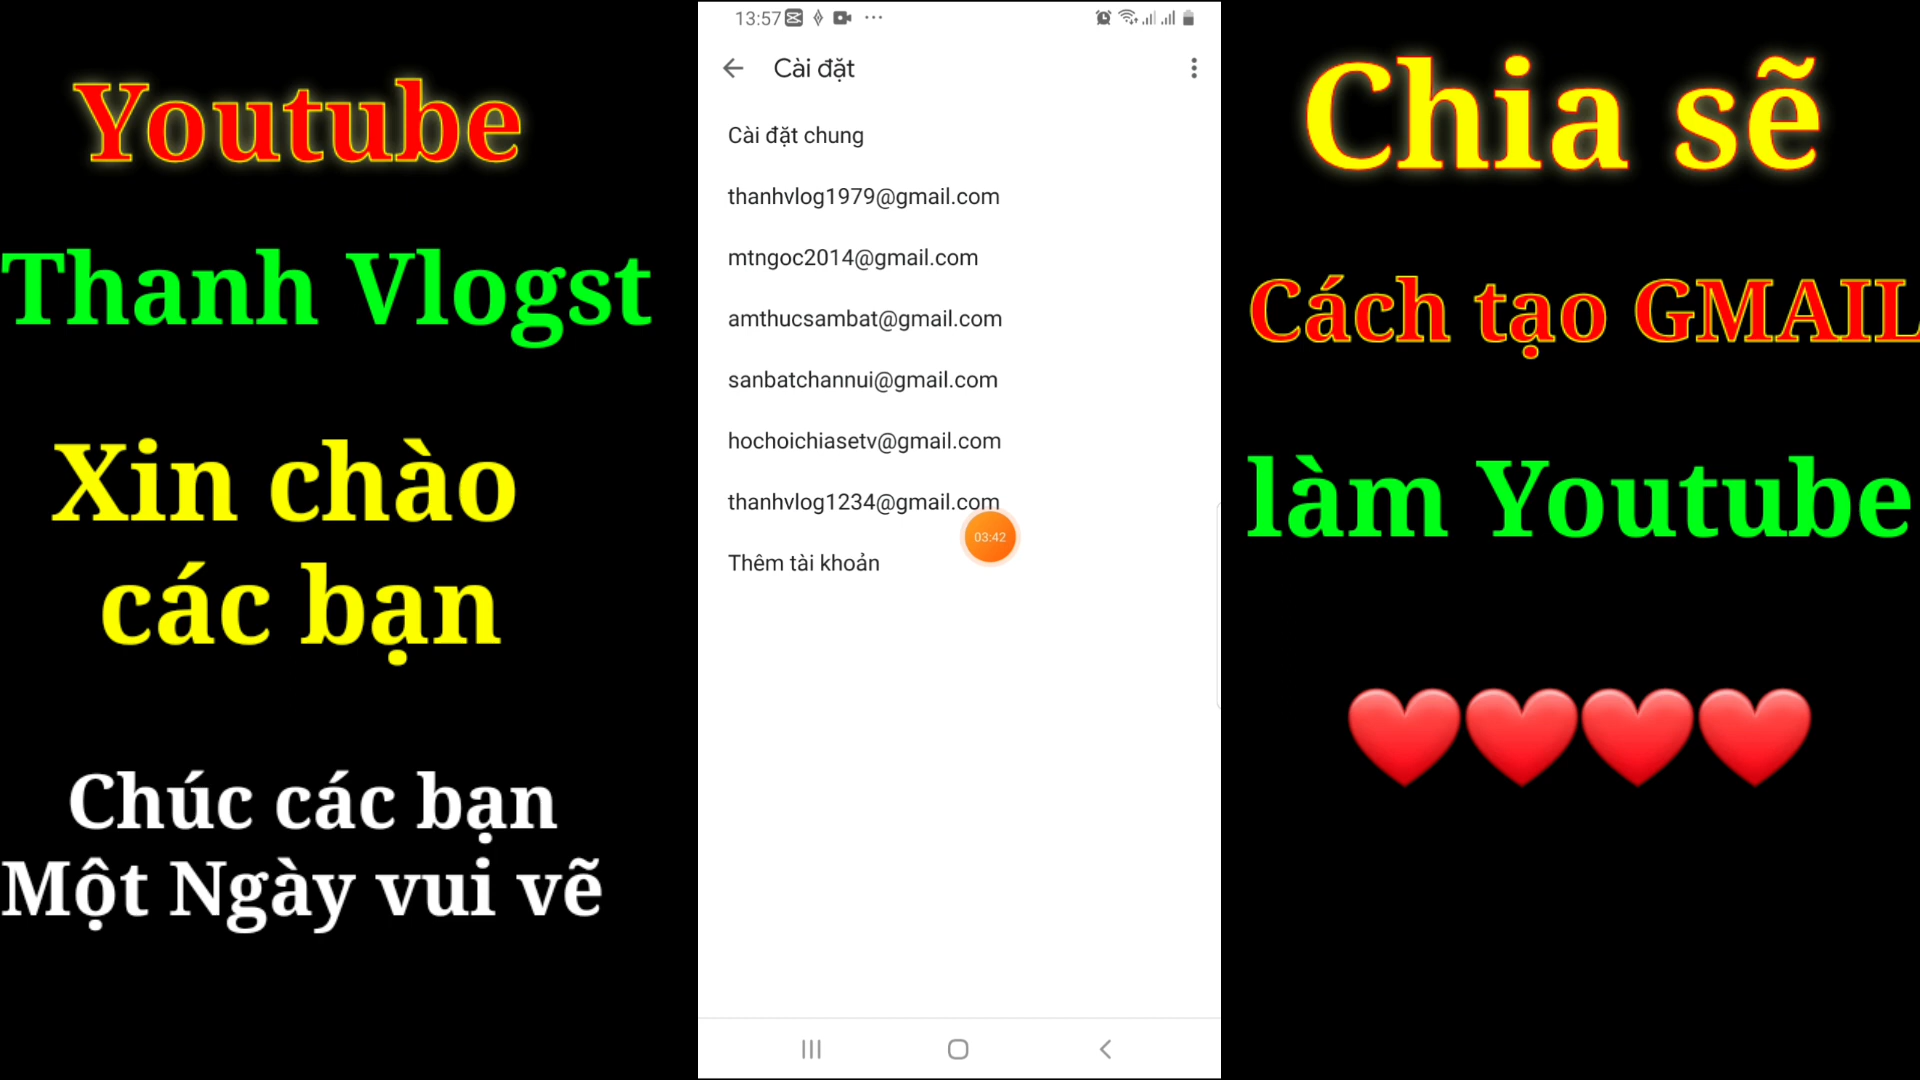 Youtube
Thanh Vlogst
Xin chào
các bạn
Chúc các bạn
Một Ngày vui vẽ
13:57
Cài đặt
Cài đặt chung
thanhvlog1979@gmail.com
mtngoc2014@gmail.com
amthucsambat@gmail.com
sanbatchannui@gmail.com
hochoichiasetv@gmail.com
thanhvlog1234@gmail.com
03:42
Thêm tài khoản
Chia sẽ
Cách tạo GMAIL
làm Youtube